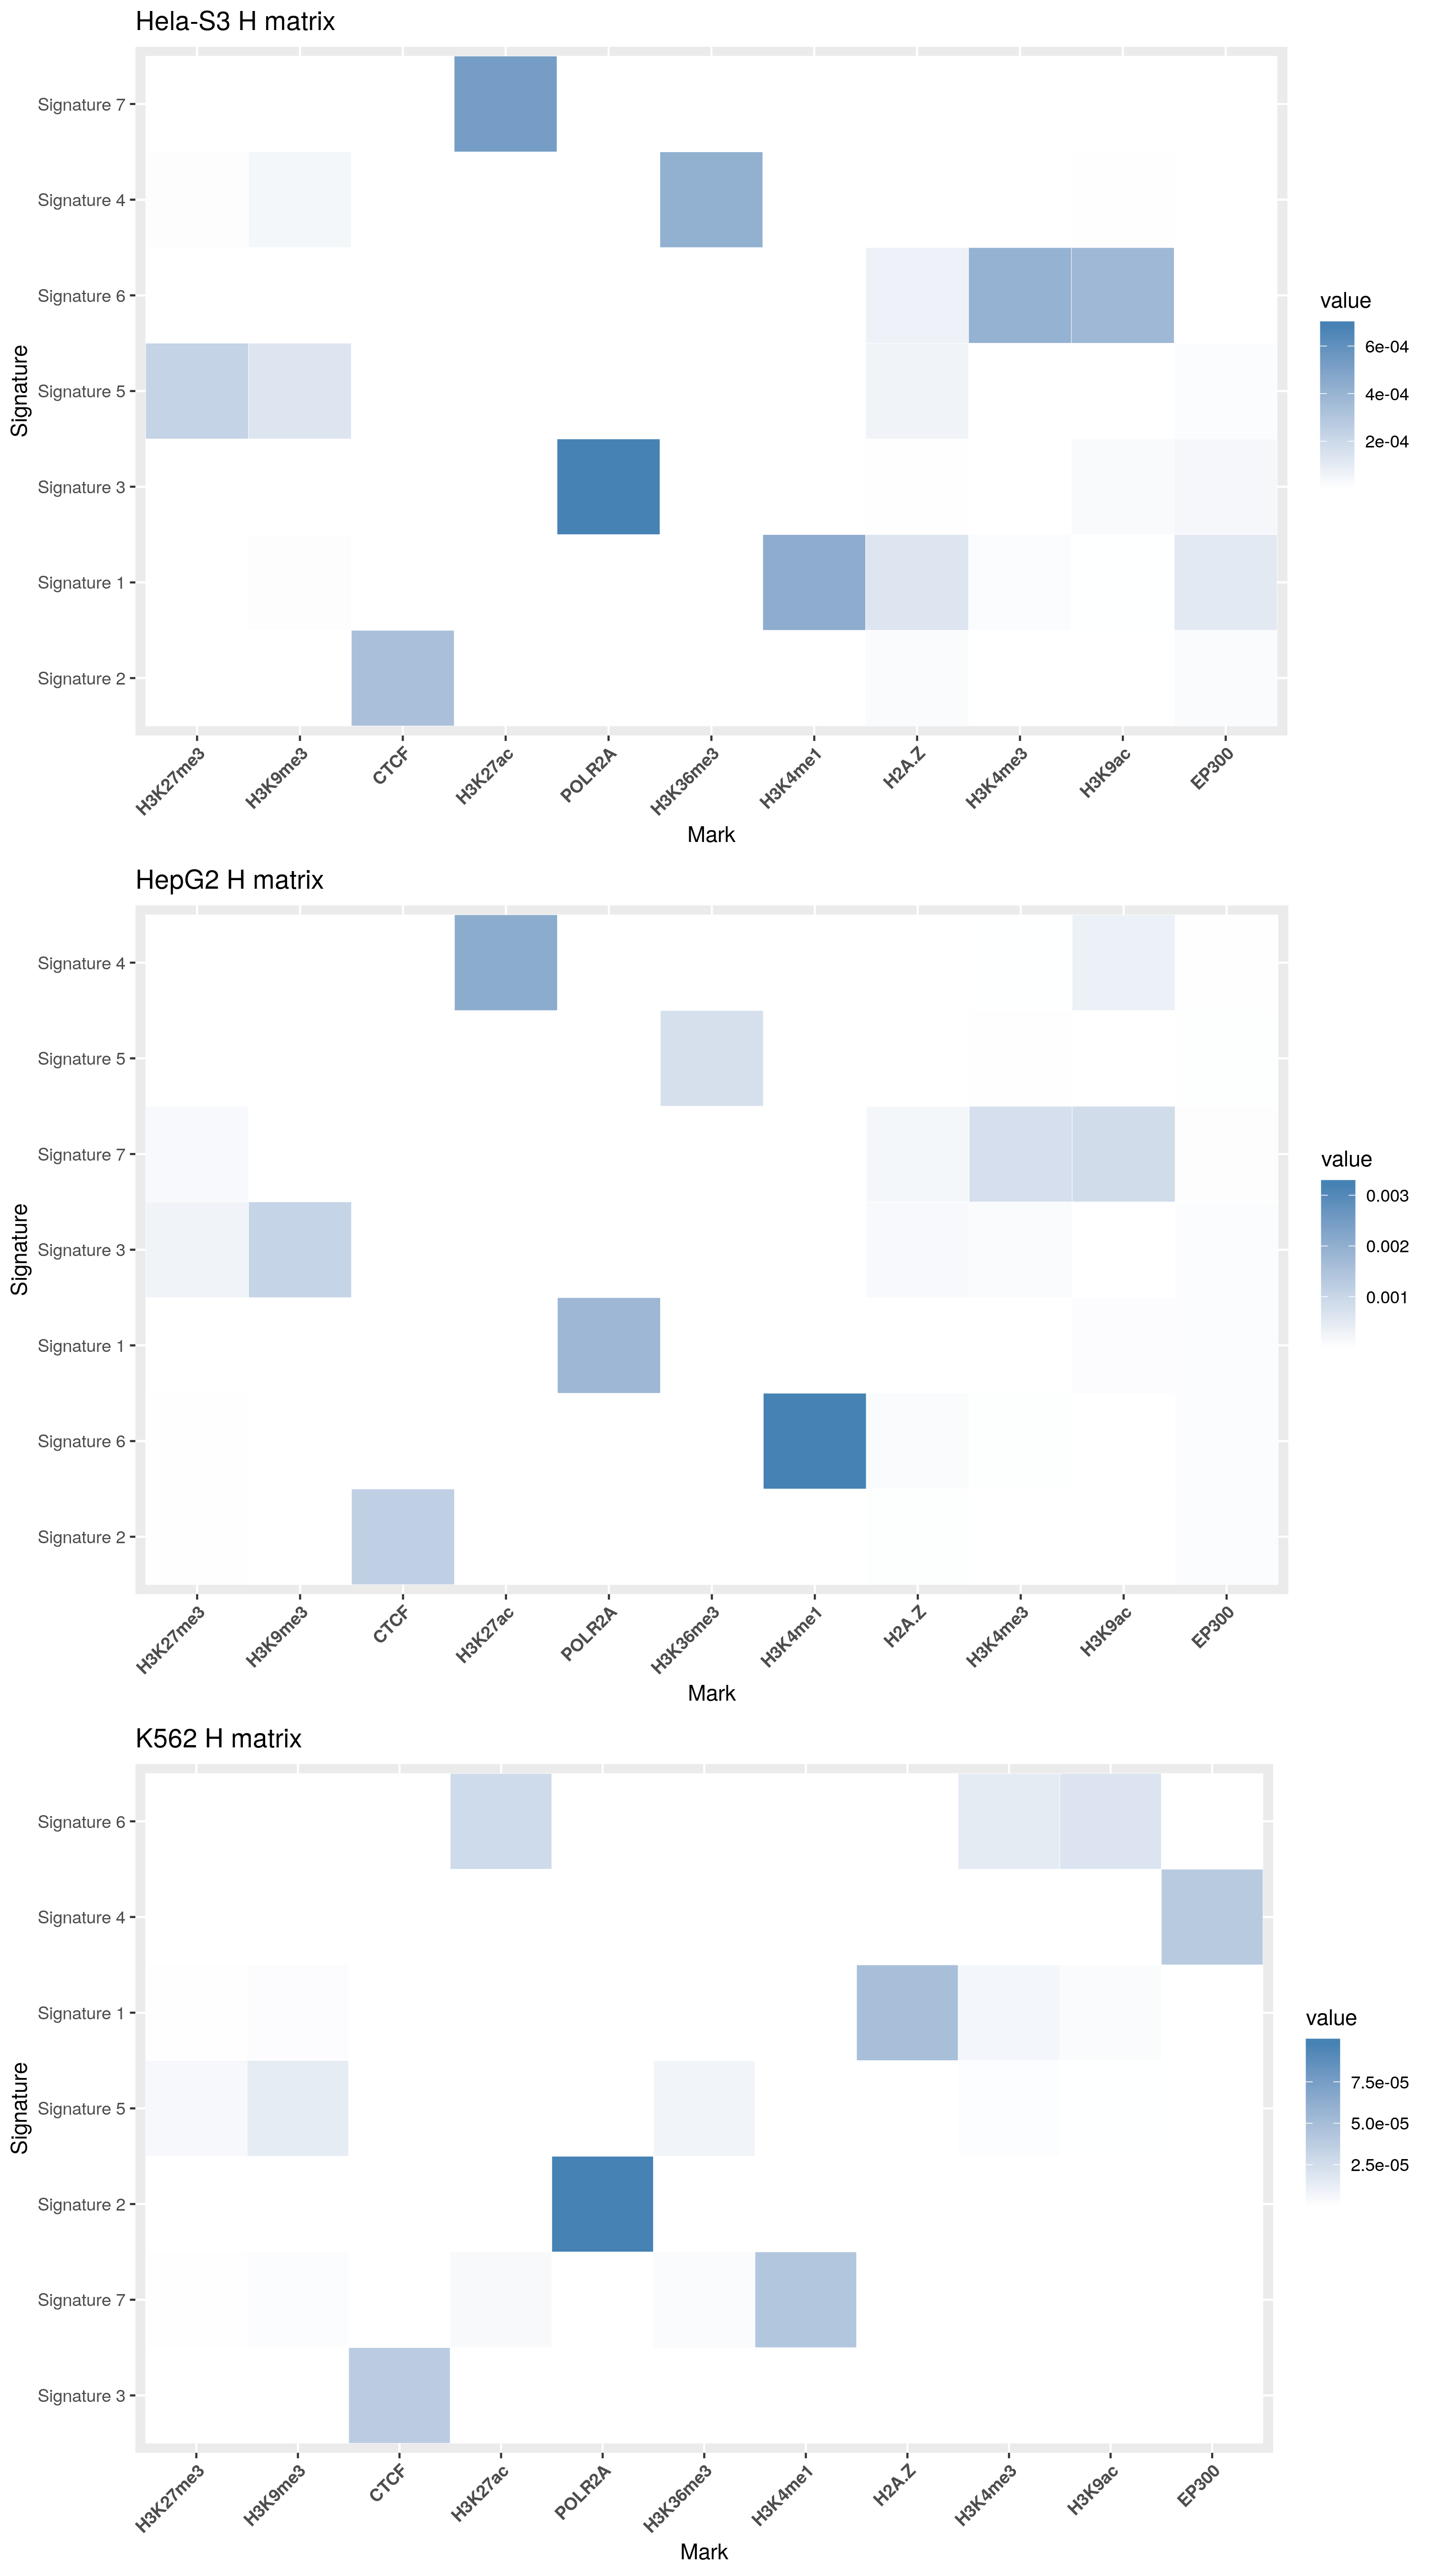 Hela-S3 H matrix
Signature 7
Signature 4
Signature 6
Signature 5
Signature 3
Signature 1
Signature 2
Signature
H3K27me3
H3K9me3
CTCF
H3K27ac
POLR2A
H3K36me3
H3K4me1
H2A.Z
H3K4me3
H3K9ac
EP300
Mark
value
6e-04
4e-04
2e-04
HepG2 H matrix
Signature 4
Signature 5
Signature 7
Signature 3
Signature 1
Signature 6
Signature 2
Signature
H3K27me3
H3K9me3
CTCF
H3K27ac
POLR2A
H3K36me3
H3K4me1
H2A.Z
H3K4me3
H3K9ac
EP300
Mark
value
0.003
0.002
0.001
K562 H matrix
Signature 6
Signature 4
Signature 1
Signature 5
Signature 2
Signature 7
Signature 3
Signature
H3K27me3
H3K9me3
CTCF
H3K27ac
POLR2A
H3K36me3
H3K4me1
H2A.Z
H3K4me3
H3K9ac
EP300
Mark
value
7.5e-05
5.0e-05
2.5e-05